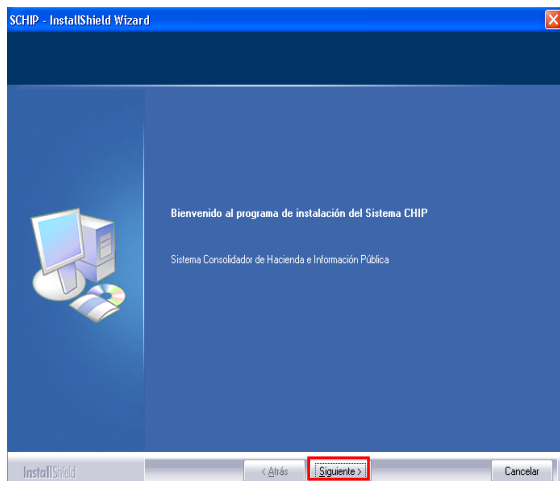 SCHIP - InstallShield Wizard
Bienvenido al programa de instalación del Sistema CHIP
Sistema Consolidador de Hacienda e Información Pública
InstallShield
< Atrás
Siguiente >
Cancelar